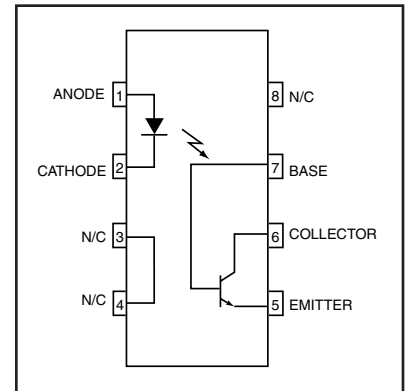 ANODE 1
8 N/C
CATHODE 2
7 BASE
N/C 3
6 COLLECTOR
N/C 4
5 EMITTER